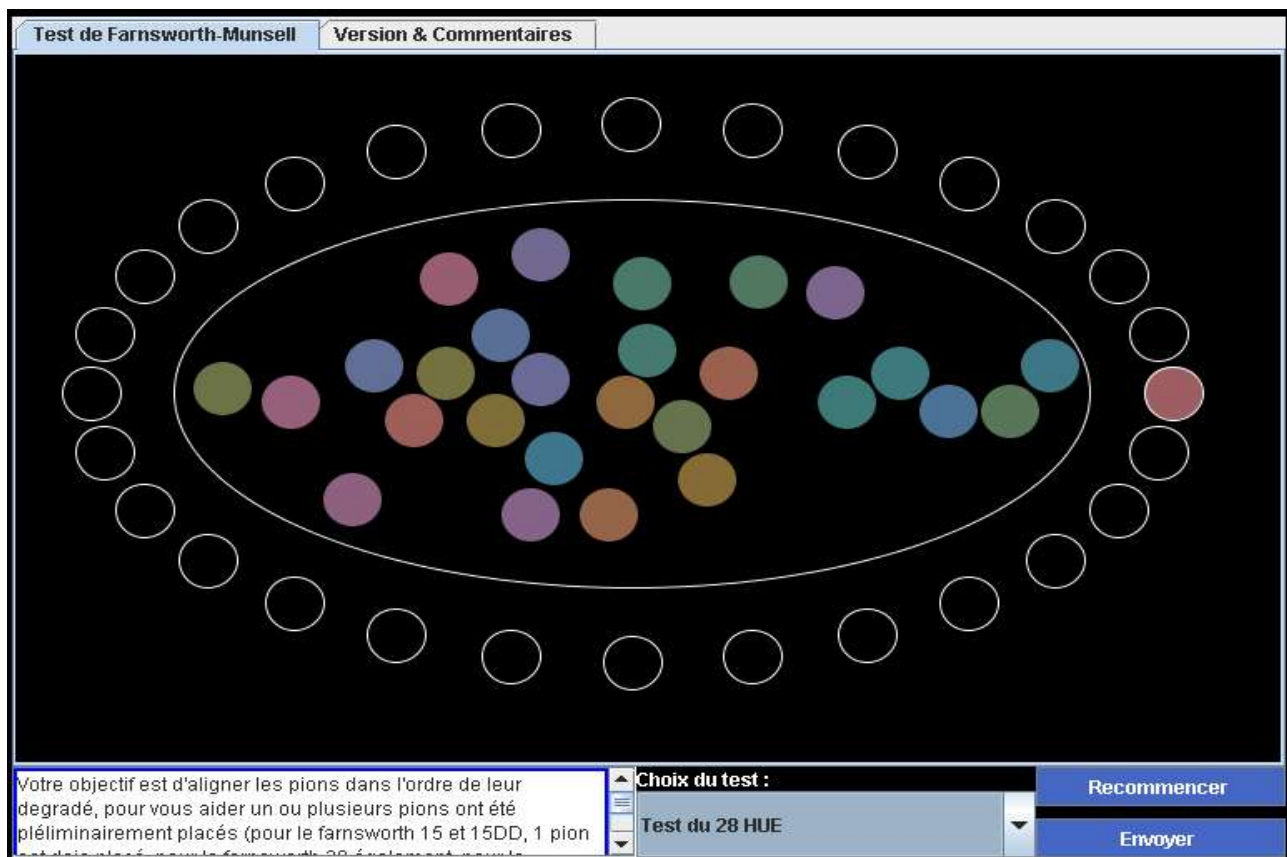 Test de Farnsworth-Munsell
Version & Commentaires
Votre objectif est d'aligner les pions dans l'ordre de leur
degradé, pour vous aider un ou plusieurs pions ont été
pléliminairement placés (pour le farnsworth 15 et 15DD, 1 pion
Choix du test :
Test du 28 HUE
Recommencer
Envoyer